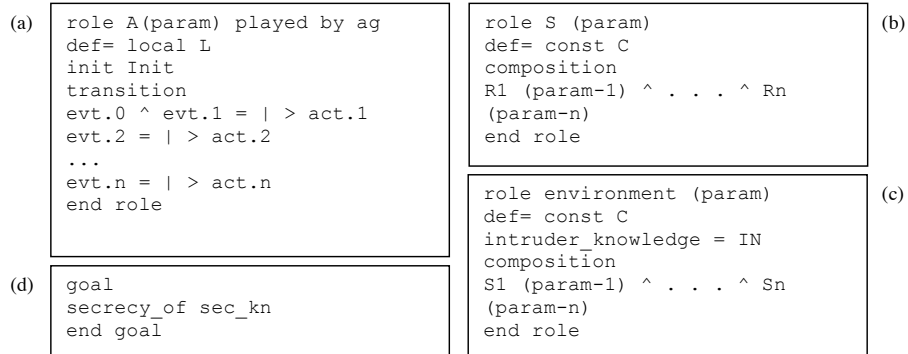 (a)
role A(param) played by ag
def= local L
init Init
transition
evt.0 ^ evt.1 = | > act.1
evt.2 = | > act.2
...
evt.n = | > act.n
end role
(b)
role S (param)
def= const C
composition
R1 (param-1) ^ . . . ^ Rn
(param-n)
end role
(c)
role environment (param)
def= const C
intruder_knowledge = IN
composition
S1 (param-1) ^ . . . ^ Sn
(param-n)
end role
(d)
goal
secrecy_of sec_kn
end goal